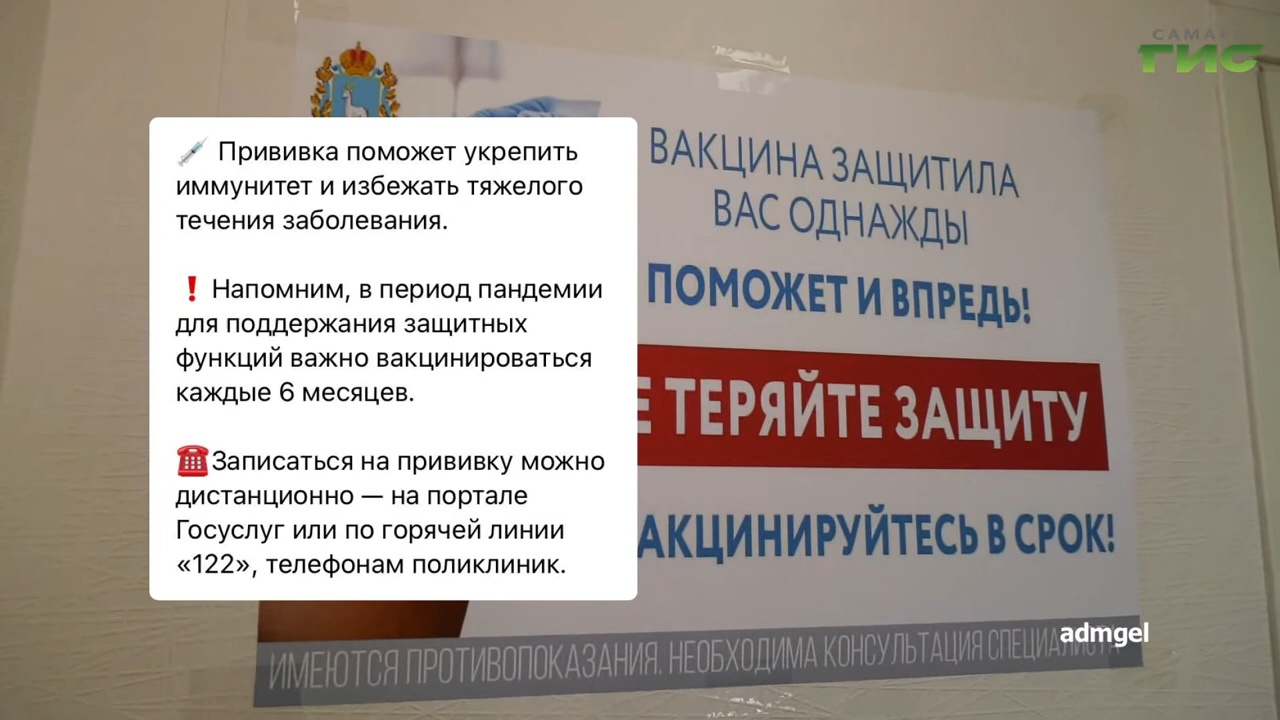 САМАРА
ГИС
💉 Прививка поможет укрепить
иммунитет и избежать тяжелого
течения заболевания.
❗ Напомним, в период пандемии
для поддержания защитных
функций важно вакцинироваться
каждые 6 месяцев.
☎️Записаться на прививку можно
дистанционно — на портале
Госуслуг или по горячей линии
«122», телефонам поликлиник.
ВАКЦИНА ЗАЩИТИЛА
ВАС ОДНАЖДЫ
ПОМОЖЕТ И ВПРЕДЬ!
Е ТЕРЯЙТЕ ЗАЩИТУ
АКЦИНИРУЙТЕСЬ В СРОК!
ИМЕЮТСЯ ПРОТИВОПОКАЗАНИЯ. НЕОБХОДИМА КОНСУЛЬТАЦИЯ СПЕЦИАЛИСТА
admgel